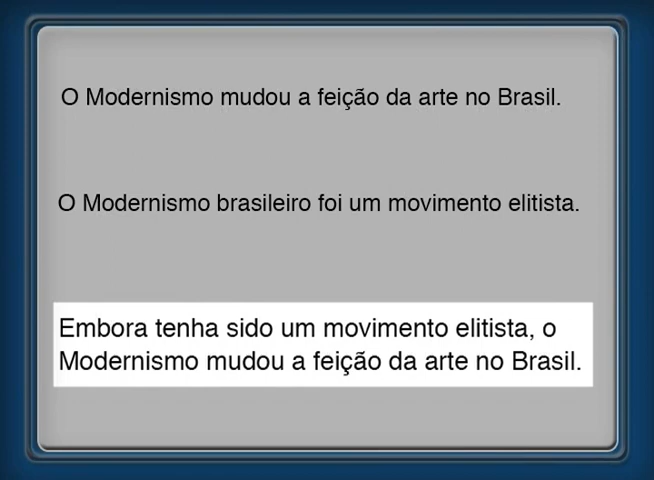 O Modernismo mudou a feição da arte no Brasil.
O Modernismo brasileiro foi um movimento elitista.
Embora tenha sido um movimento elitista, o
Modernismo mudou a feição da arte no Brasil.